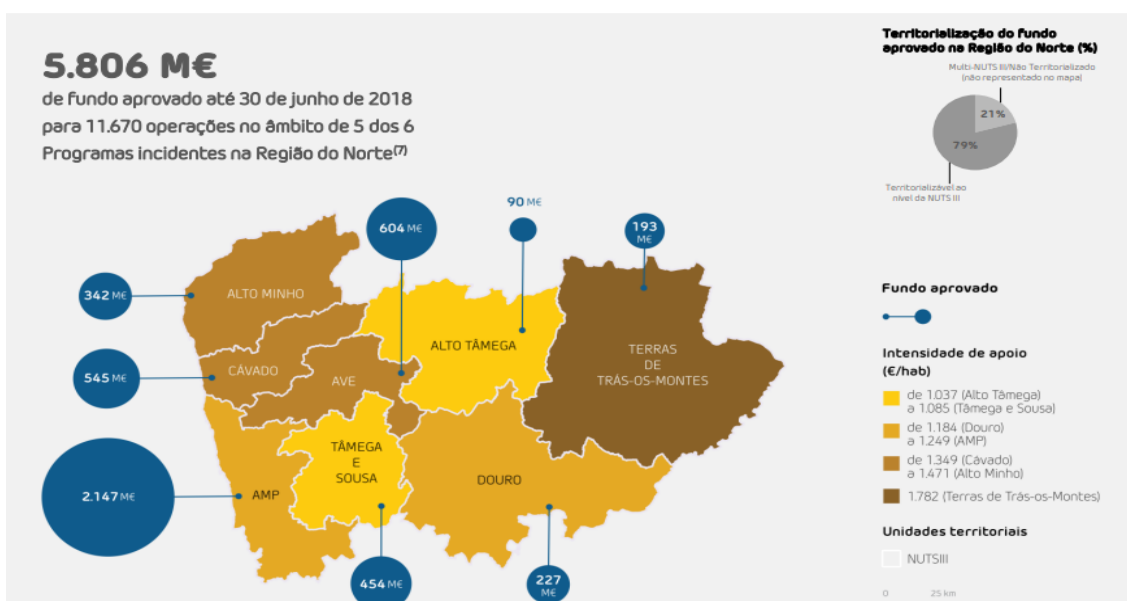 5.806 M€
de fundo aprovado até 30 de junho de 2018
para 11.670 operações no âmbito de 5 dos 6
Programas incidentes na Região do Norte(7)
Territorialização do fundo
aprovado na Região do Norte (%)
Multi-NUTS III/Não Territorializado
(não representado no mapa)
21%
79%
Territorializável ao
nível da NUTS III
604 M€
90 M€
193
M€
342 M€
ALTO MINHO
545 M€
CÁVADO
AVE
ALTO TÂMEGA
TERRAS
DE
TRÁS-OS-MONTES
TÂMEGA
E
SOUSA
2.147 M€
AMP
DOURO
454 M€
227
M€
Fundo aprovado
Intensidade de apoio
(€/hab)
de 1.037 (Alto Tâmega)
a 1.085 (Tâmega e Sousa)
de 1.184 (Douro)
a 1.249 (AMP)
de 1.349 (Cávado)
a 1.471 (Alto Minho)
1.782 (Terras de Trás-os-Montes)
Unidades territoriais
NUTSIII
0 25 km